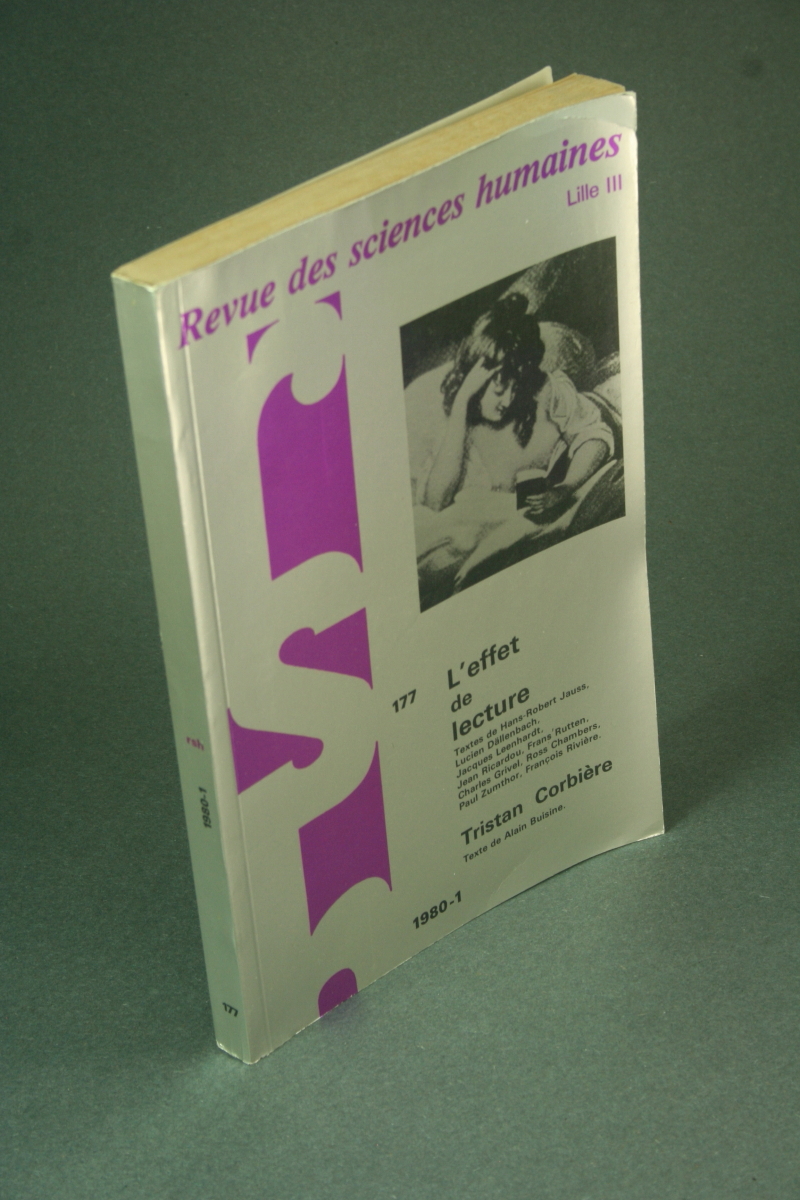 Revue des sciences humaines
Lille III
177
L'effet
de
lecture
Textes de Hans-Robert Jauss,
Lucien Dällenbach,
Jacques Leenhardt,
Jean Ricardou, Frans Rutten,
Charles Grivel, Ross Chambers,
Paul Zumthor, François Rivière.
Tristan Corbière
Texte de Alain Buisine.
1980-1
rsh
1980-1
177